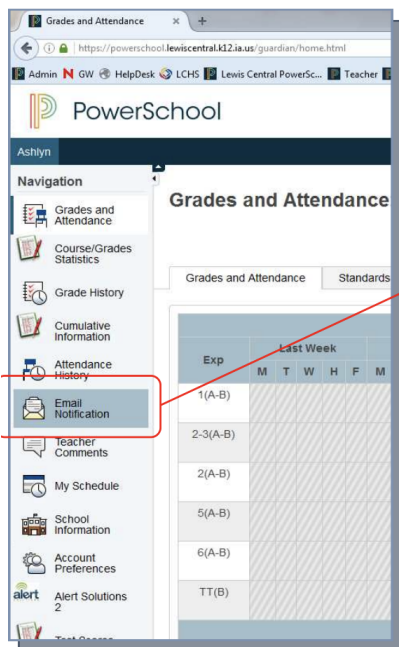 Grades and Attendance × +
https://powerschool.lewiscentral.k12.ia.us/guardian/home.html
Admin N GW HelpDesk LCHS Lewis Central PowerSc... Teacher
PowerSchool
Ashlyn
Navigation
Grades and
Attendance
Course/Grades
Statistics
Grade History
Cumulative
Information
Attendance
History
Email
Notification
Teacher
Comments
My Schedule
School
Information
Account
Preferences
alert Alert Solutions
2
Test Scores
Grades and Attendance
Grades and Attendance Standards
Exp Last Week
M T W H F M
1(A-B)
2-3(A-B)
2(A-B)
5(A-B)
6(A-B)
TT(B)